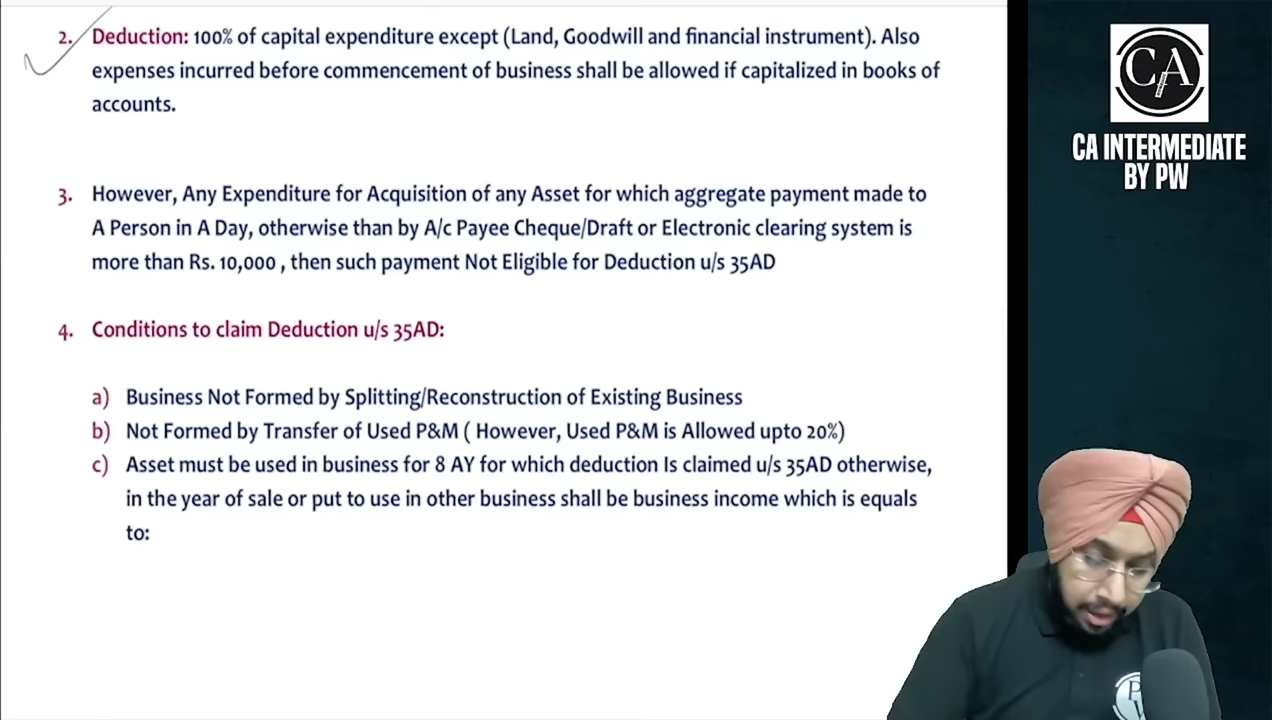 2. Deduction: 100% of capital expenditure except (Land, Goodwill and financial instrument). Also
expenses incurred before commencement of business shall be allowed if capitalized in books of
accounts.
3. However, Any Expenditure for Acquisition of any Asset for which aggregate payment made to
A Person in A Day, otherwise than by A/c Payee Cheque/Draft or Electronic clearing system is
more than Rs. 10,000 , then such payment Not Eligible for Deduction u/s 35AD
4. Conditions to claim Deduction u/s 35AD:
a) Business Not Formed by Splitting/Reconstruction of Existing Business
b) Not Formed by Transfer of Used P&M ( However, Used P&M is Allowed upto 20%)
c) Asset must be used in business for 8 AY for which deduction Is claimed u/s 35AD otherwise,
in the year of sale or put to use in other business shall be business income which is equals
to:
CA
CA INTERMEDIATE
BY PW